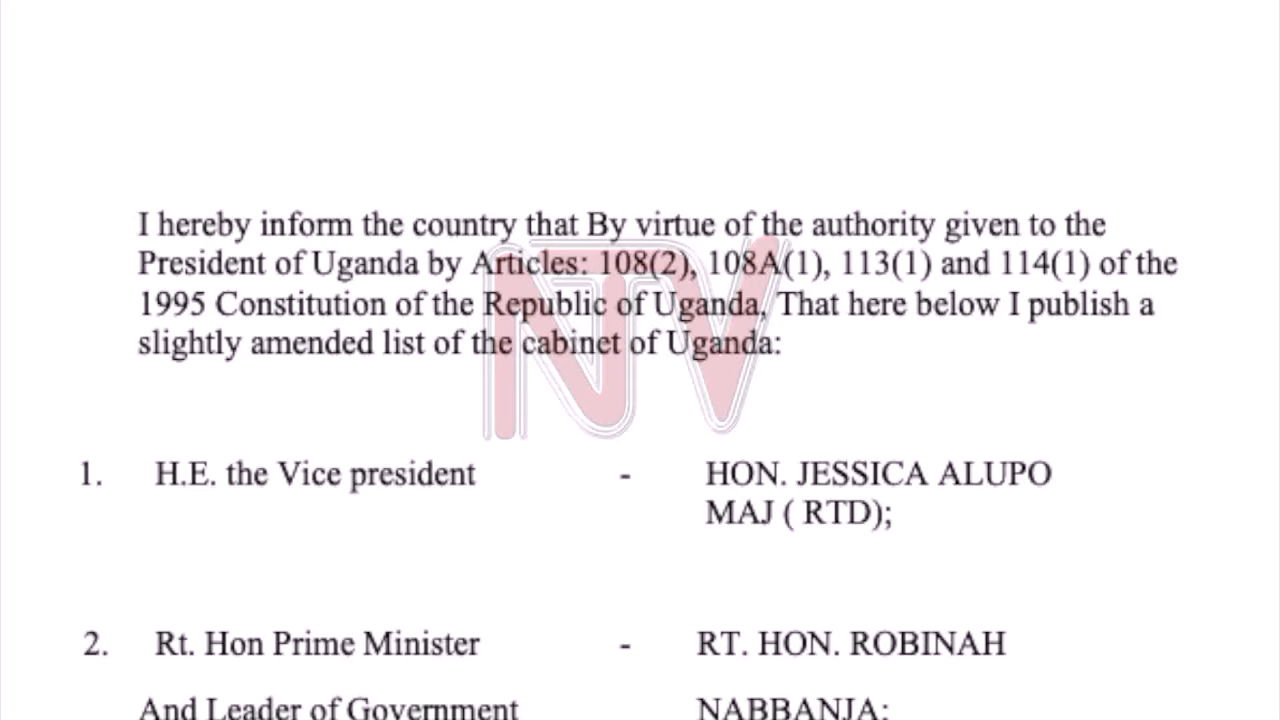 I hereby inform the country that By virtue of the authority given to the
President of Uganda by Articles: 108(2), 108A(1), 113(1) and 114(1) of the
1995 Constitution of the Republic of Uganda, That here below I publish a
slightly amended list of the cabinet of Uganda:
NTV
1. H.E. the Vice president - HON. JESSICA ALUPO
MAJ ( RTD);
2. Rt. Hon Prime Minister - RT. HON. ROBINAH
And Leader of Government NABBANJA;